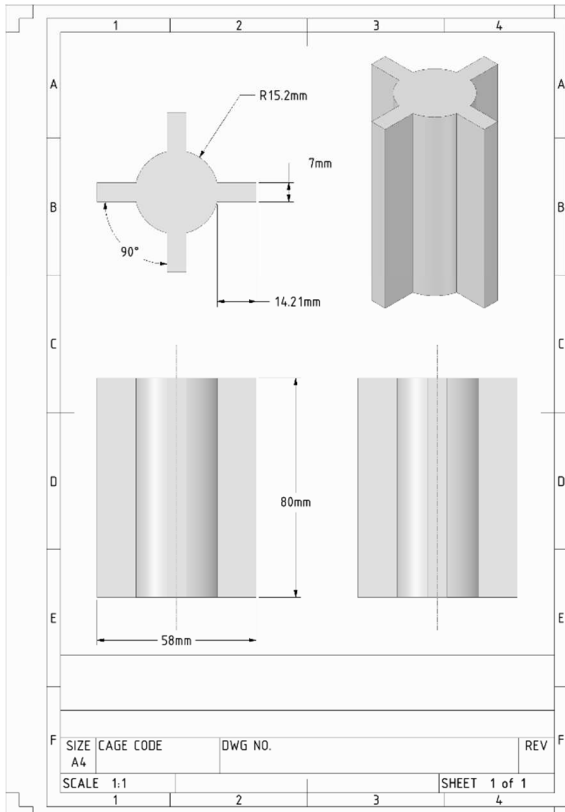 1 2 3 4
A A
R15.2mm
7mm
B B
90°
14.21mm
C C
D D
80mm
E E
58mm
F F
SIZE CAGE CODE DWG NO. REV
A4
SCALE 1:1 SHEET 1 of 1
1 2 3 4